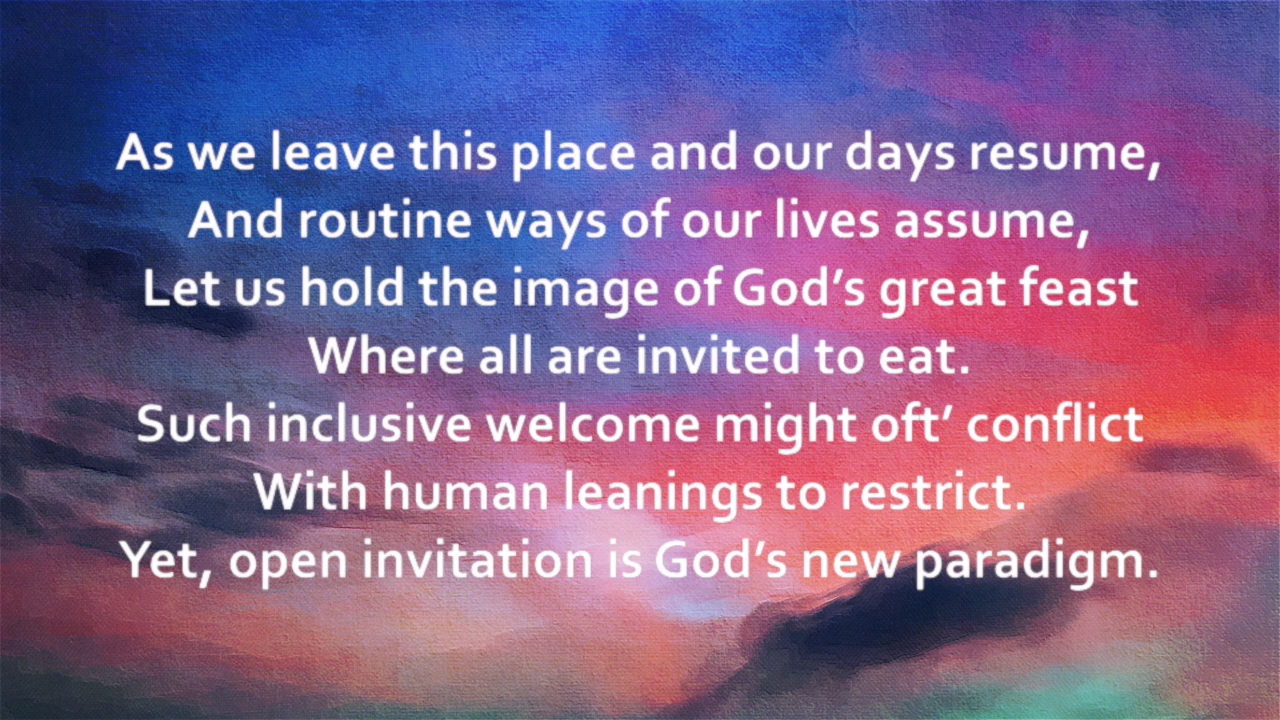 As we leave this place and our days resume,
And routine ways of our lives assume,
Let us hold the image of God’s great feast
Where all are invited to eat.
Such inclusive welcome might oft’ conflict
With human leanings to restrict.
Yet, open invitation is God’s new paradigm.